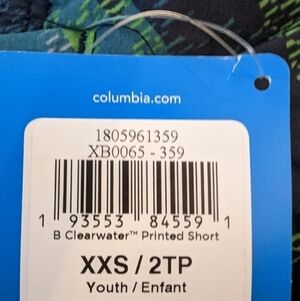 columbia.com
1805961359
XB0065 - 359
1 93553 84559 1
B Clearwater™ Printed Short
XXS / 2TP
Youth / Enfant